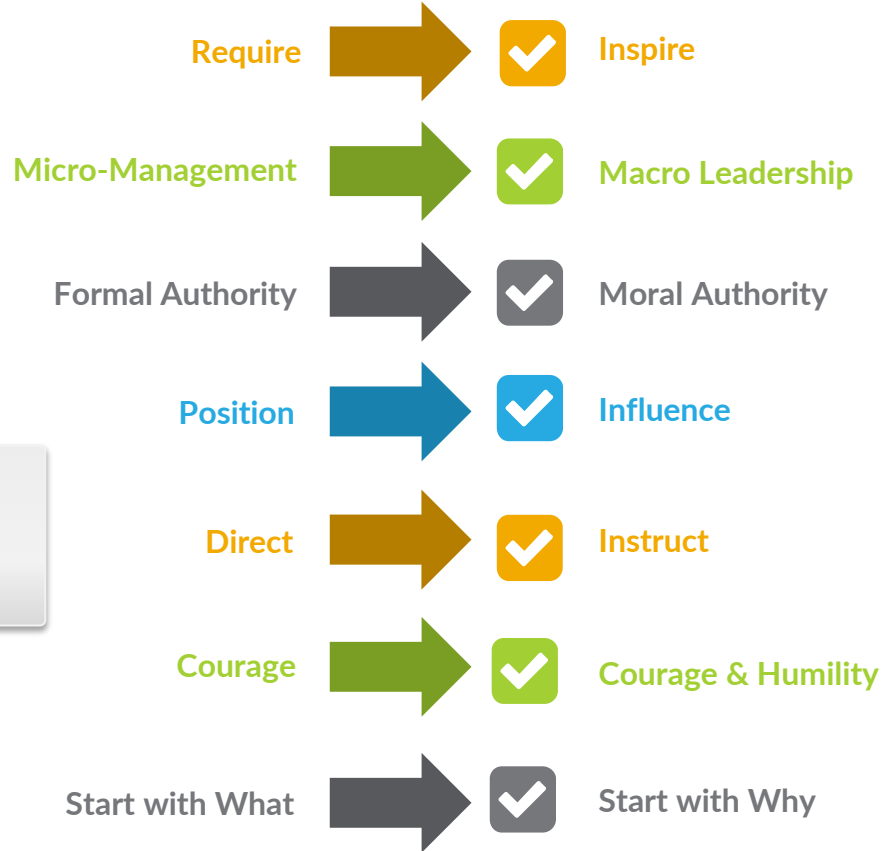 Require Inspire
Micro-Management Macro Leadership
Formal Authority Moral Authority
Position Influence
Direct Instruct
Courage Courage & Humility
Start with What Start with Why